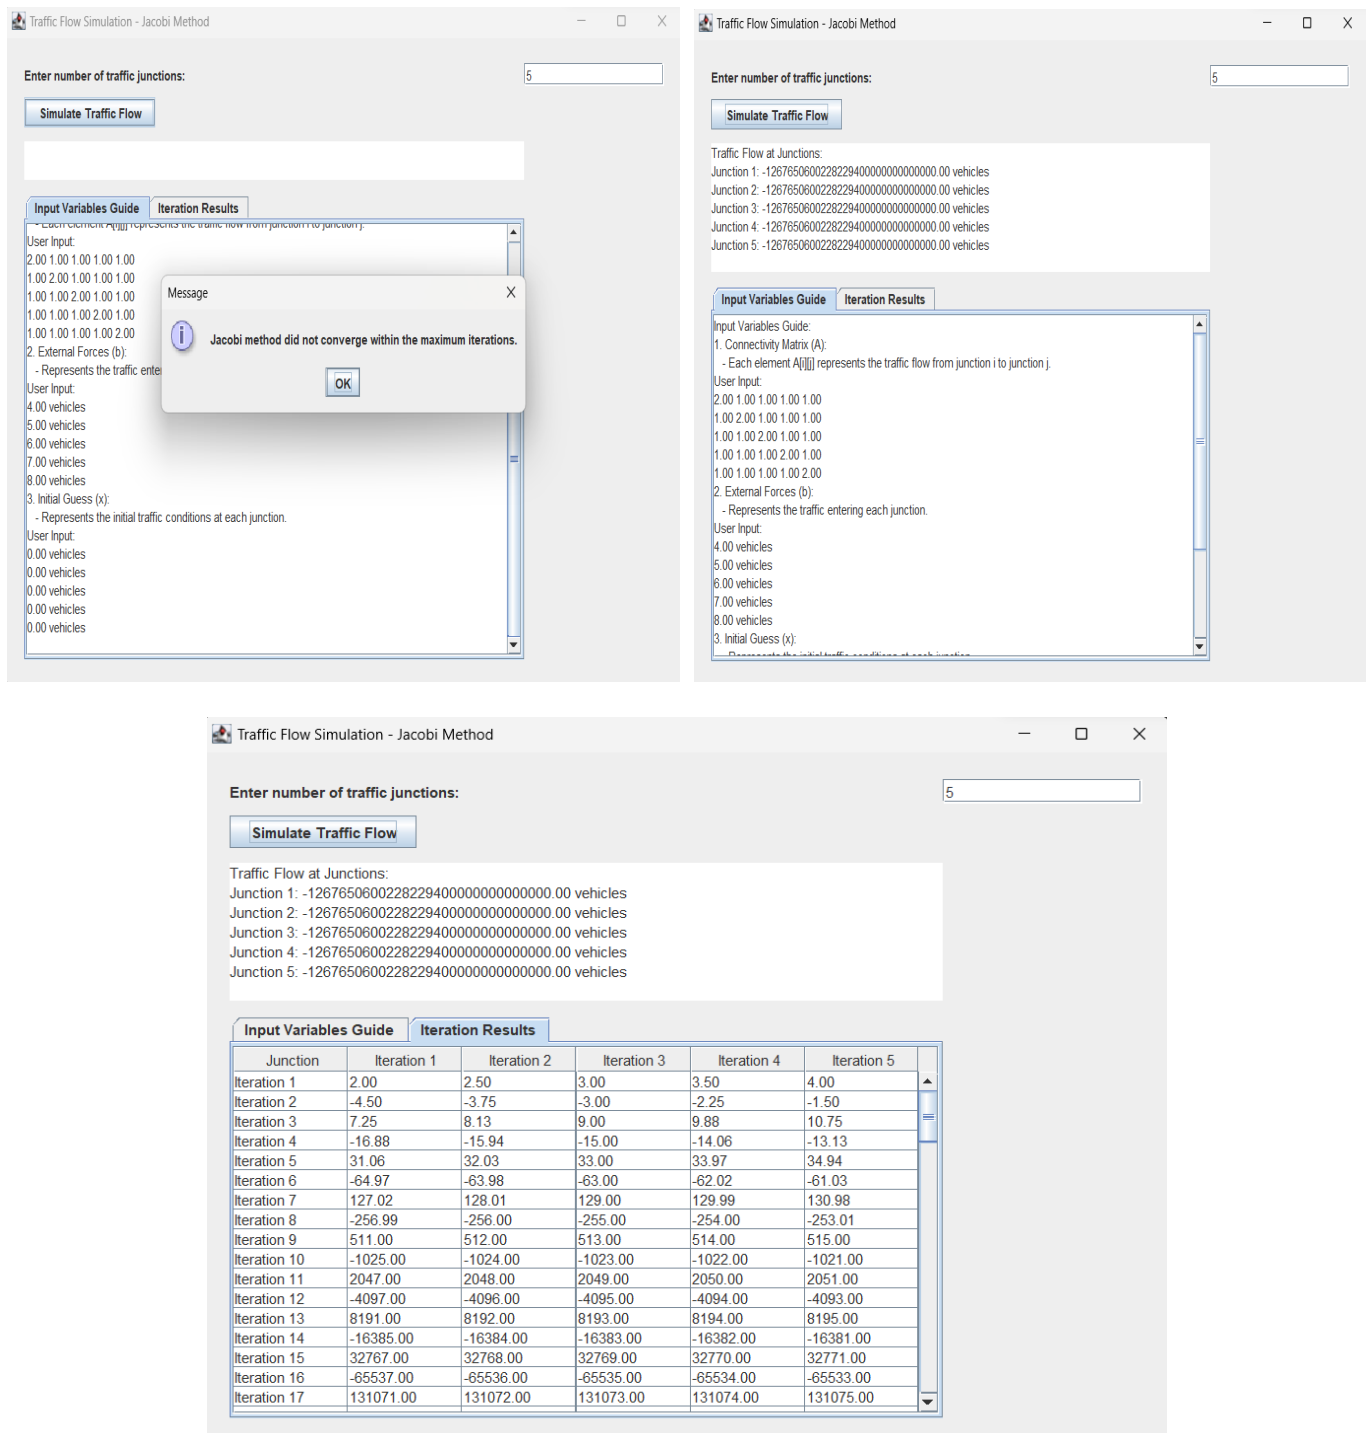 Traffic Flow Simulation - Jacobi Method
Enter number of traffic junctions:
5
Simulate Traffic Flow
Input Variables Guide
Iteration Results
- Each element A[i][j] represents the traffic flow from junction i to junction j.
User Input:
2.00 1.00 1.00 1.00 1.00
1.00 2.00 1.00 1.00 1.00
1.00 1.00 2.00 1.00 1.00
1.00 1.00 1.00 2.00 1.00
1.00 1.00 1.00 1.00 2.00
2. External Forces (b):
- Represents the traffic ente
User Input:
4.00 vehicles
5.00 vehicles
6.00 vehicles
7.00 vehicles
8.00 vehicles
3. Initial Guess (x):
- Represents the initial traffic conditions at each junction.
User Input:
0.00 vehicles
0.00 vehicles
0.00 vehicles
0.00 vehicles
0.00 vehicles
Message
X
i
Jacobi method did not converge within the maximum iterations.
OK
Traffic Flow Simulation - Jacobi Method
Enter number of traffic junctions:
5
Simulate Traffic Flow
Traffic Flow at Junctions:
Junction 1: -1267650600228229400000000000000.00 vehicles
Junction 2: -1267650600228229400000000000000.00 vehicles
Junction 3: -1267650600228229400000000000000.00 vehicles
Junction 4: -1267650600228229400000000000000.00 vehicles
Junction 5: -1267650600228229400000000000000.00 vehicles
Input Variables Guide
Iteration Results
Input Variables Guide:
1. Connectivity Matrix (A):
- Each element A[i][j] represents the traffic flow from junction i to junction j.
User Input:
2.00 1.00 1.00 1.00 1.00
1.00 2.00 1.00 1.00 1.00
1.00 1.00 2.00 1.00 1.00
1.00 1.00 1.00 2.00 1.00
1.00 1.00 1.00 1.00 2.00
2. External Forces (b):
- Represents the traffic entering each junction.
User Input:
4.00 vehicles
5.00 vehicles
6.00 vehicles
7.00 vehicles
8.00 vehicles
3. Initial Guess (x):
- Represents the initial traffic conditions at each junction.
Traffic Flow Simulation - Jacobi Method
Enter number of traffic junctions:
5
Simulate Traffic Flow
Traffic Flow at Junctions:
Junction 1: -1267650600228229400000000000000.00 vehicles
Junction 2: -1267650600228229400000000000000.00 vehicles
Junction 3: -1267650600228229400000000000000.00 vehicles
Junction 4: -1267650600228229400000000000000.00 vehicles
Junction 5: -1267650600228229400000000000000.00 vehicles
Input Variables Guide
Iteration Results
Junction Iteration 1 Iteration 2 Iteration 3 Iteration 4 Iteration 5
Iteration 1 2.00 2.50 3.00 3.50 4.00
Iteration 2 -4.50 -3.75 -3.00 -2.25 -1.50
Iteration 3 7.25 8.13 9.00 9.88 10.75
Iteration 4 -16.88 -15.94 -15.00 -14.06 -13.13
Iteration 5 31.06 32.03 33.00 33.97 34.94
Iteration 6 -64.97 -63.98 -63.00 -62.02 -61.03
Iteration 7 127.02 128.01 129.00 129.99 130.98
Iteration 8 -256.99 -256.00 -255.00 -254.00 -253.01
Iteration 9 511.00 512.00 513.00 514.00 515.00
Iteration 10 -1025.00 -1024.00 -1023.00 -1022.00 -1021.00
Iteration 11 2047.00 2048.00 2049.00 2050.00 2051.00
Iteration 12 -4097.00 -4096.00 -4095.00 -4094.00 -4093.00
Iteration 13 8191.00 8192.00 8193.00 8194.00 8195.00
Iteration 14 -16385.00 -16384.00 -16383.00 -16382.00 -16381.00
Iteration 15 32767.00 32768.00 32769.00 32770.00 32771.00
Iteration 16 -65537.00 -65536.00 -65535.00 -65534.00 -65533.00
Iteration 17 131071.00 131072.00 131073.00 131074.00 131075.00